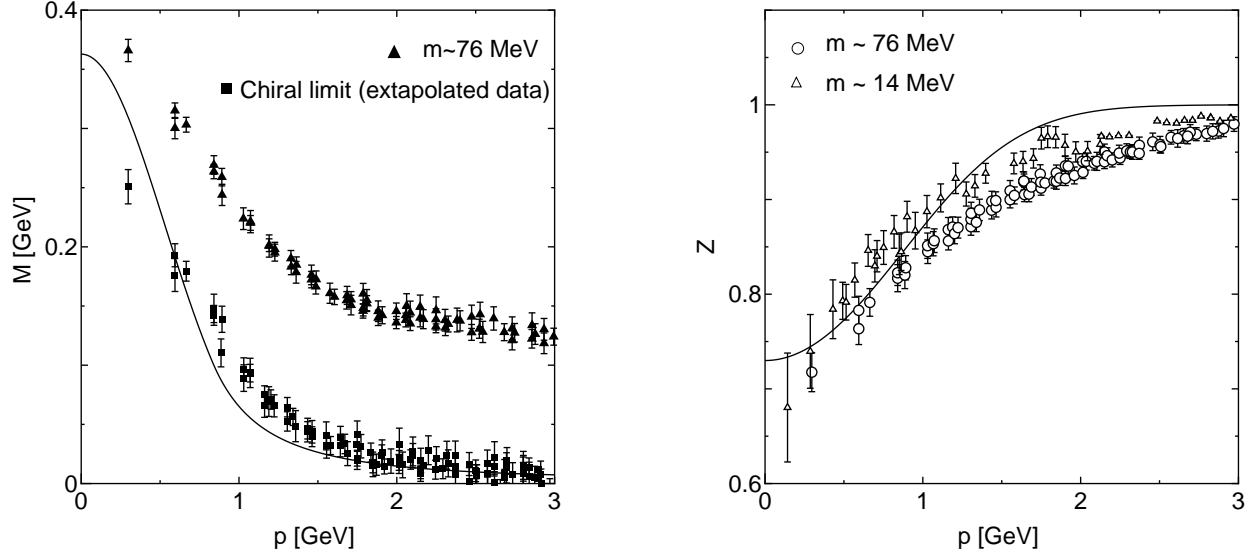 0.4
0.2
0
M [GeV]
0
1
2
3
p [GeV]
m~76 MeV
Chiral limit (extapolated data)
1
0.8
0.6
Z
0
1
2
3
p [GeV]
m ~ 76 MeV
m ~ 14 MeV